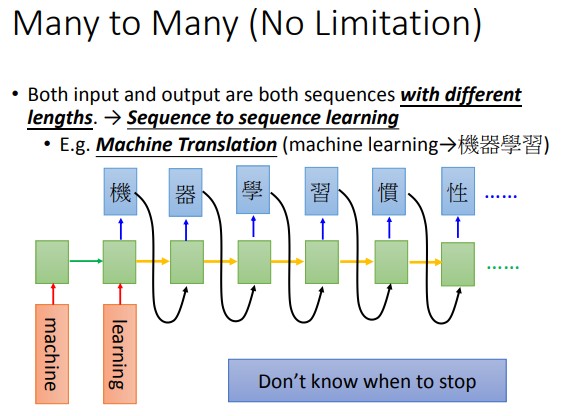 Many to Many (No Limitation)
• Both input and output are both sequences with different
lengths. → Sequence to sequence learning
• E.g. Machine Translation (machine learning→機器學習)
機 器 學 習 慣 性 ......
......
machine
learning
Don't know when to stop